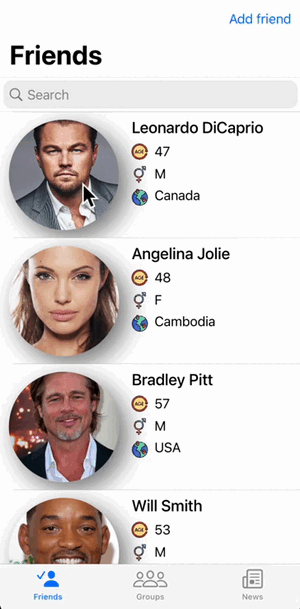 Add friend
Friends
Search
Leonardo DiCaprio
AGE 47
M
Canada
Angelina Jolie
AGE 48
F
Cambodia
Bradley Pitt
AGE 57
M
USA
Will Smith
AGE 53
M
Friends Groups News